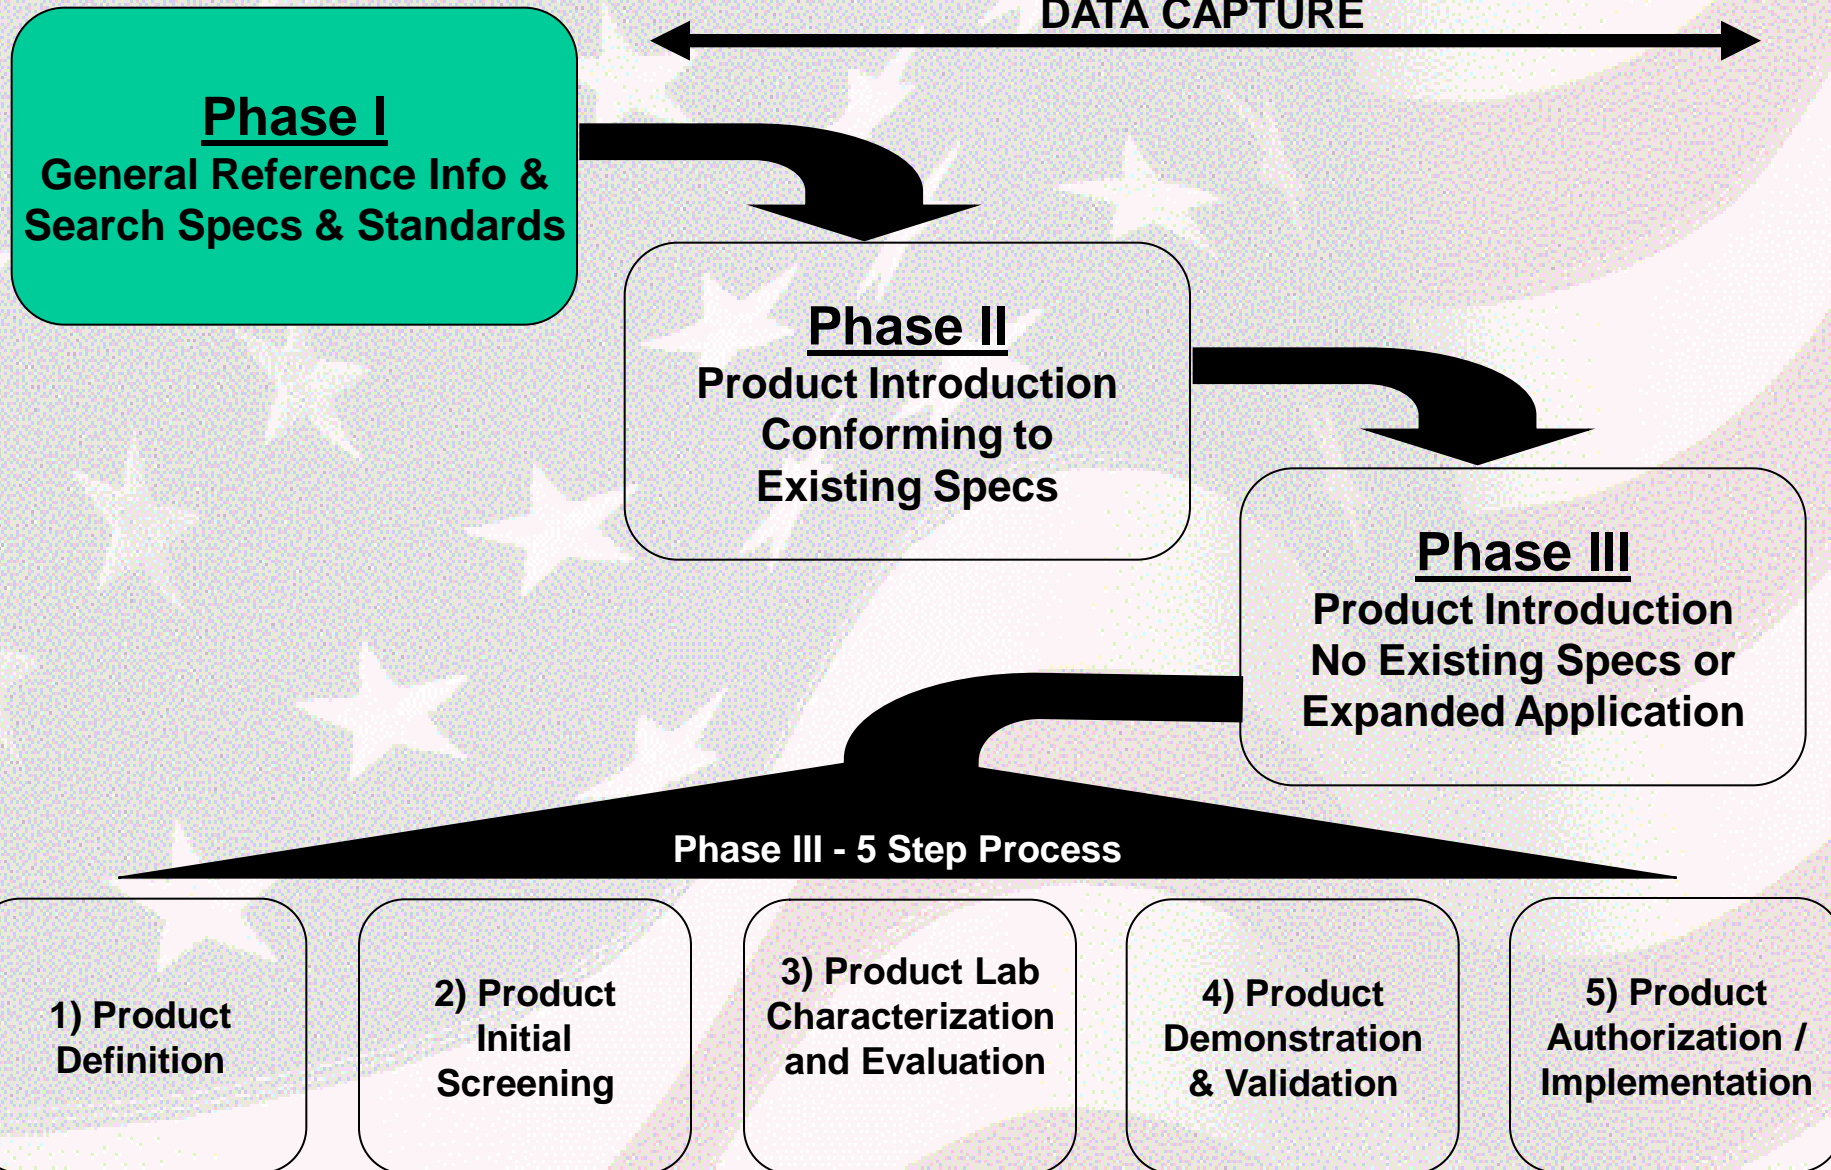 DATA CAPTURE
Phase I
General Reference Info &
Search Specs & Standards
Phase II
Product Introduction
Conforming to
Existing Specs
Phase III
Product Introduction
No Existing Specs or
Expanded Application
Phase III - 5 Step Process
1) Product
Definition
2) Product
Initial
Screening
3) Product Lab
Characterization
and Evaluation
4) Product
Demonstration
& Validation
5) Product
Authorization /
Implementation